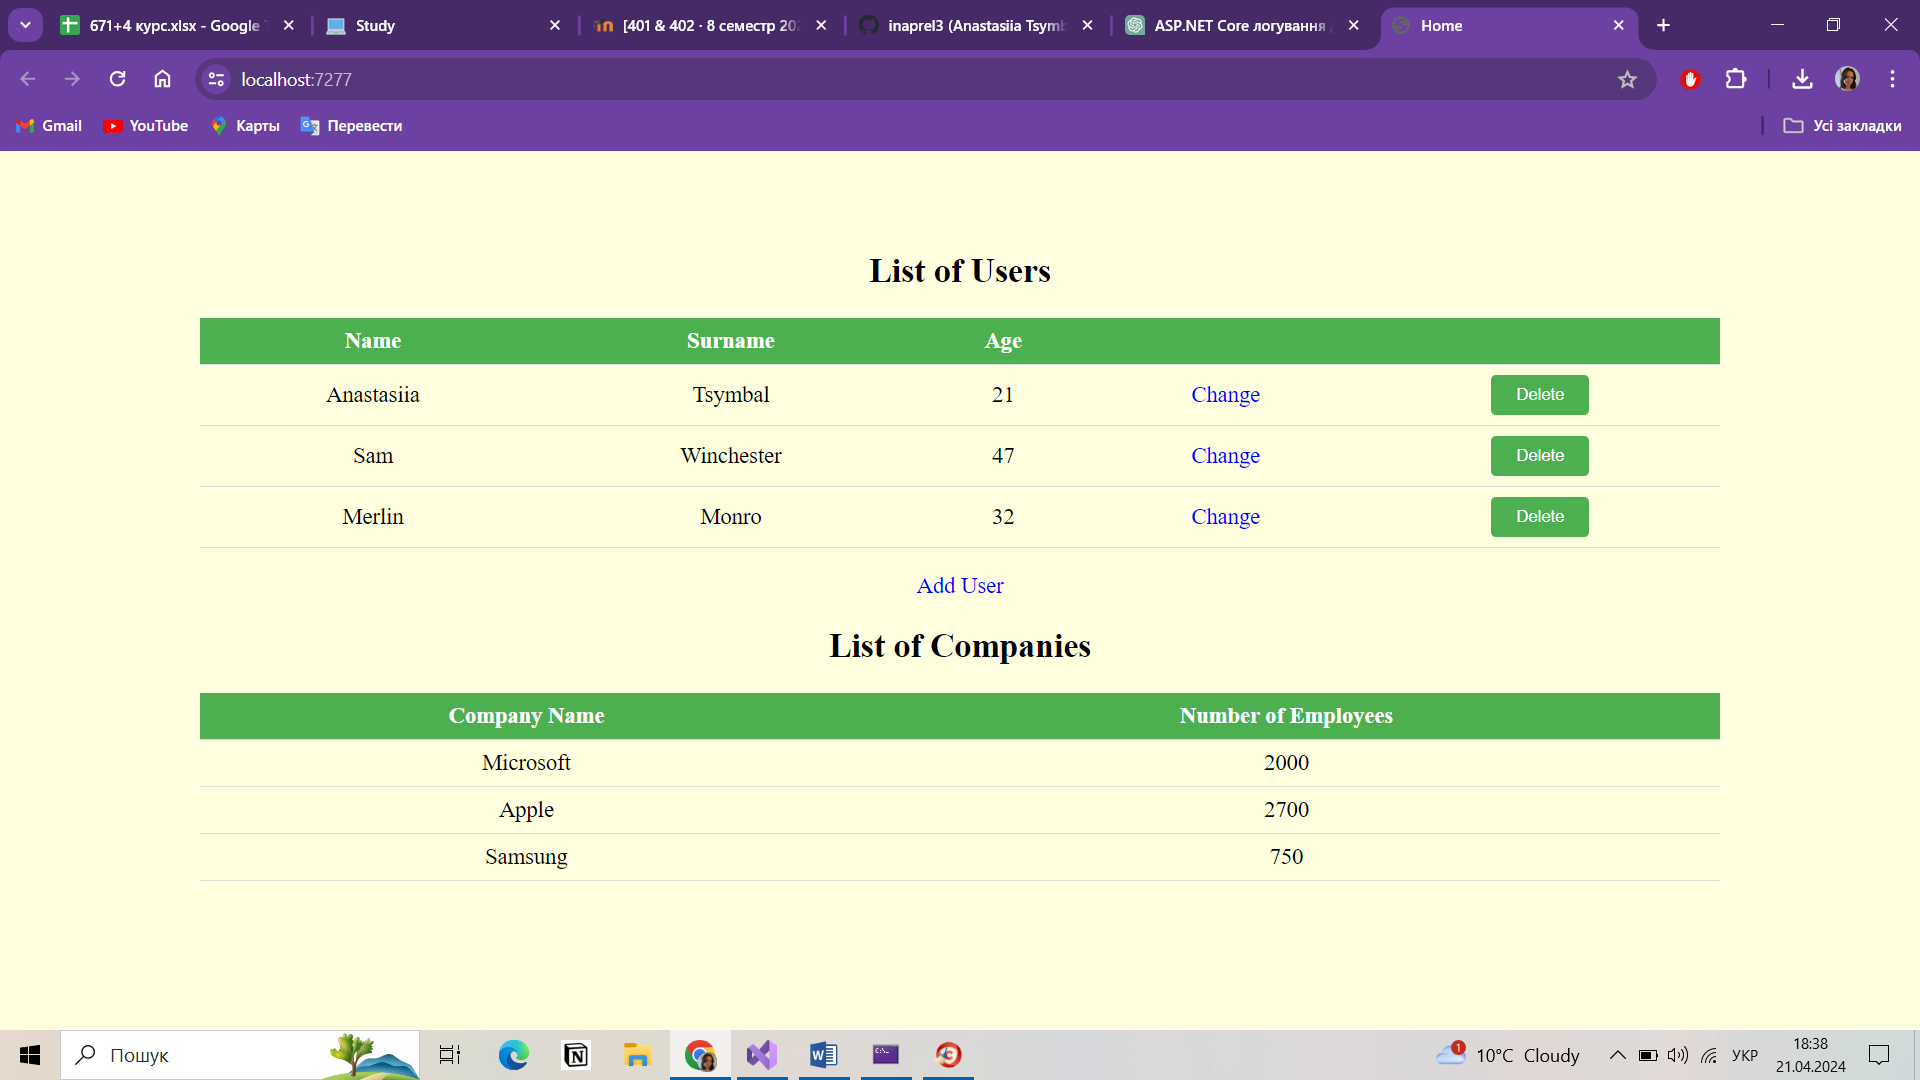 671+4 курс.xlsx - Google
Study
[401 & 402 · 8 семестр
inaprel3 (Anastasiia Tsymb
ASP.NET Core логування
Home
localhost:7277
Gmail
YouTube
Карты
Перевести
Усі закладки
List of Users
Name Surname Age
Anastasiia Tsymbal 21 Change Delete
Sam Winchester 47 Change Delete
Merlin Monro 32 Change Delete
Add User
List of Companies
Company Name Number of Employees
Microsoft 2000
Apple 2700
Samsung 750
Пошук
1
10°C Cloudy
УКР
18:38
21.04.2024